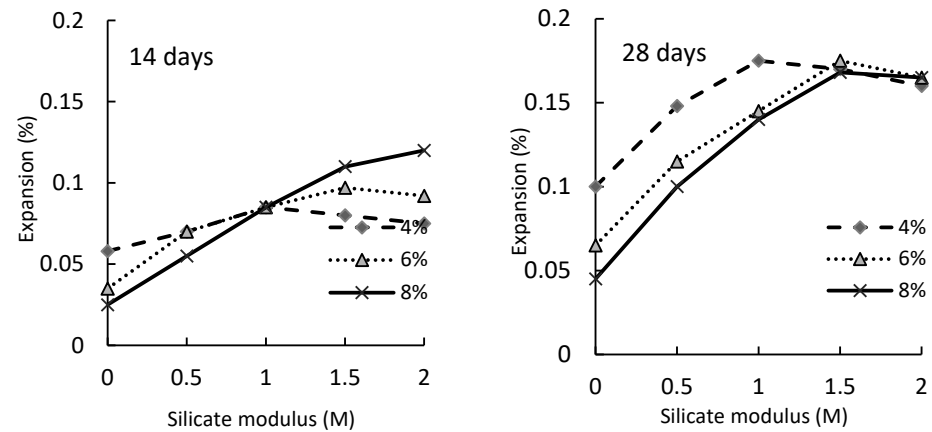 14 days
Expansion (%)
0.2
0.15
0.1
0.05
0
0 0.5 1 1.5 2
Silicate modulus (M)
4%
6%
8%
28 days
Expansion (%)
0.2
0.15
0.1
0.05
0
0 0.5 1 1.5 2
Silicate modulus (M)
4%
6%
8%